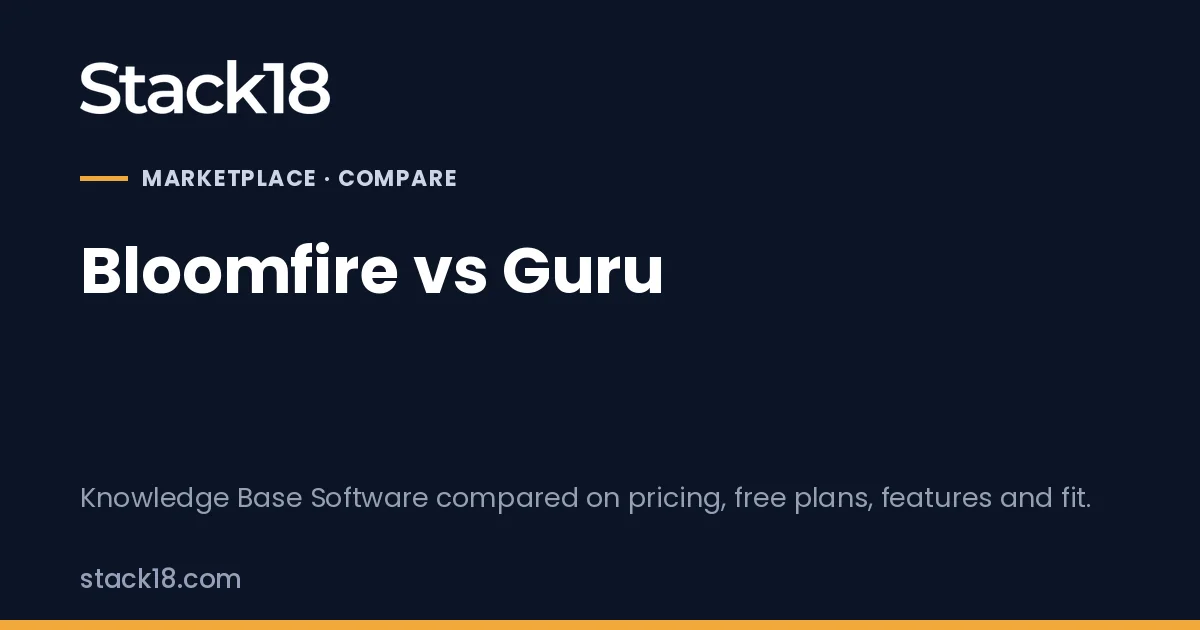 Stack18
MARKETPLACE · COMPARE
Bloomfire vs Guru
Knowledge Base Software compared on pricing, free plans, features and fit.
stack18.com